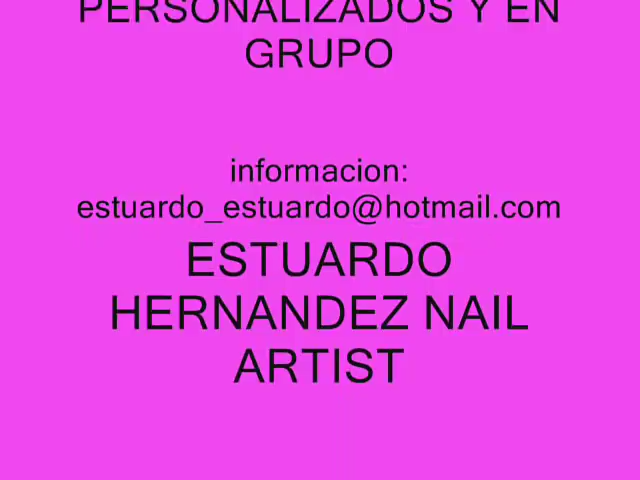 PERSONALIZADOS Y EN
GRUPO
informacion:
estuardo_estuardo@hotmail.com
ESTUARDO
HERNANDEZ NAIL
ARTIST